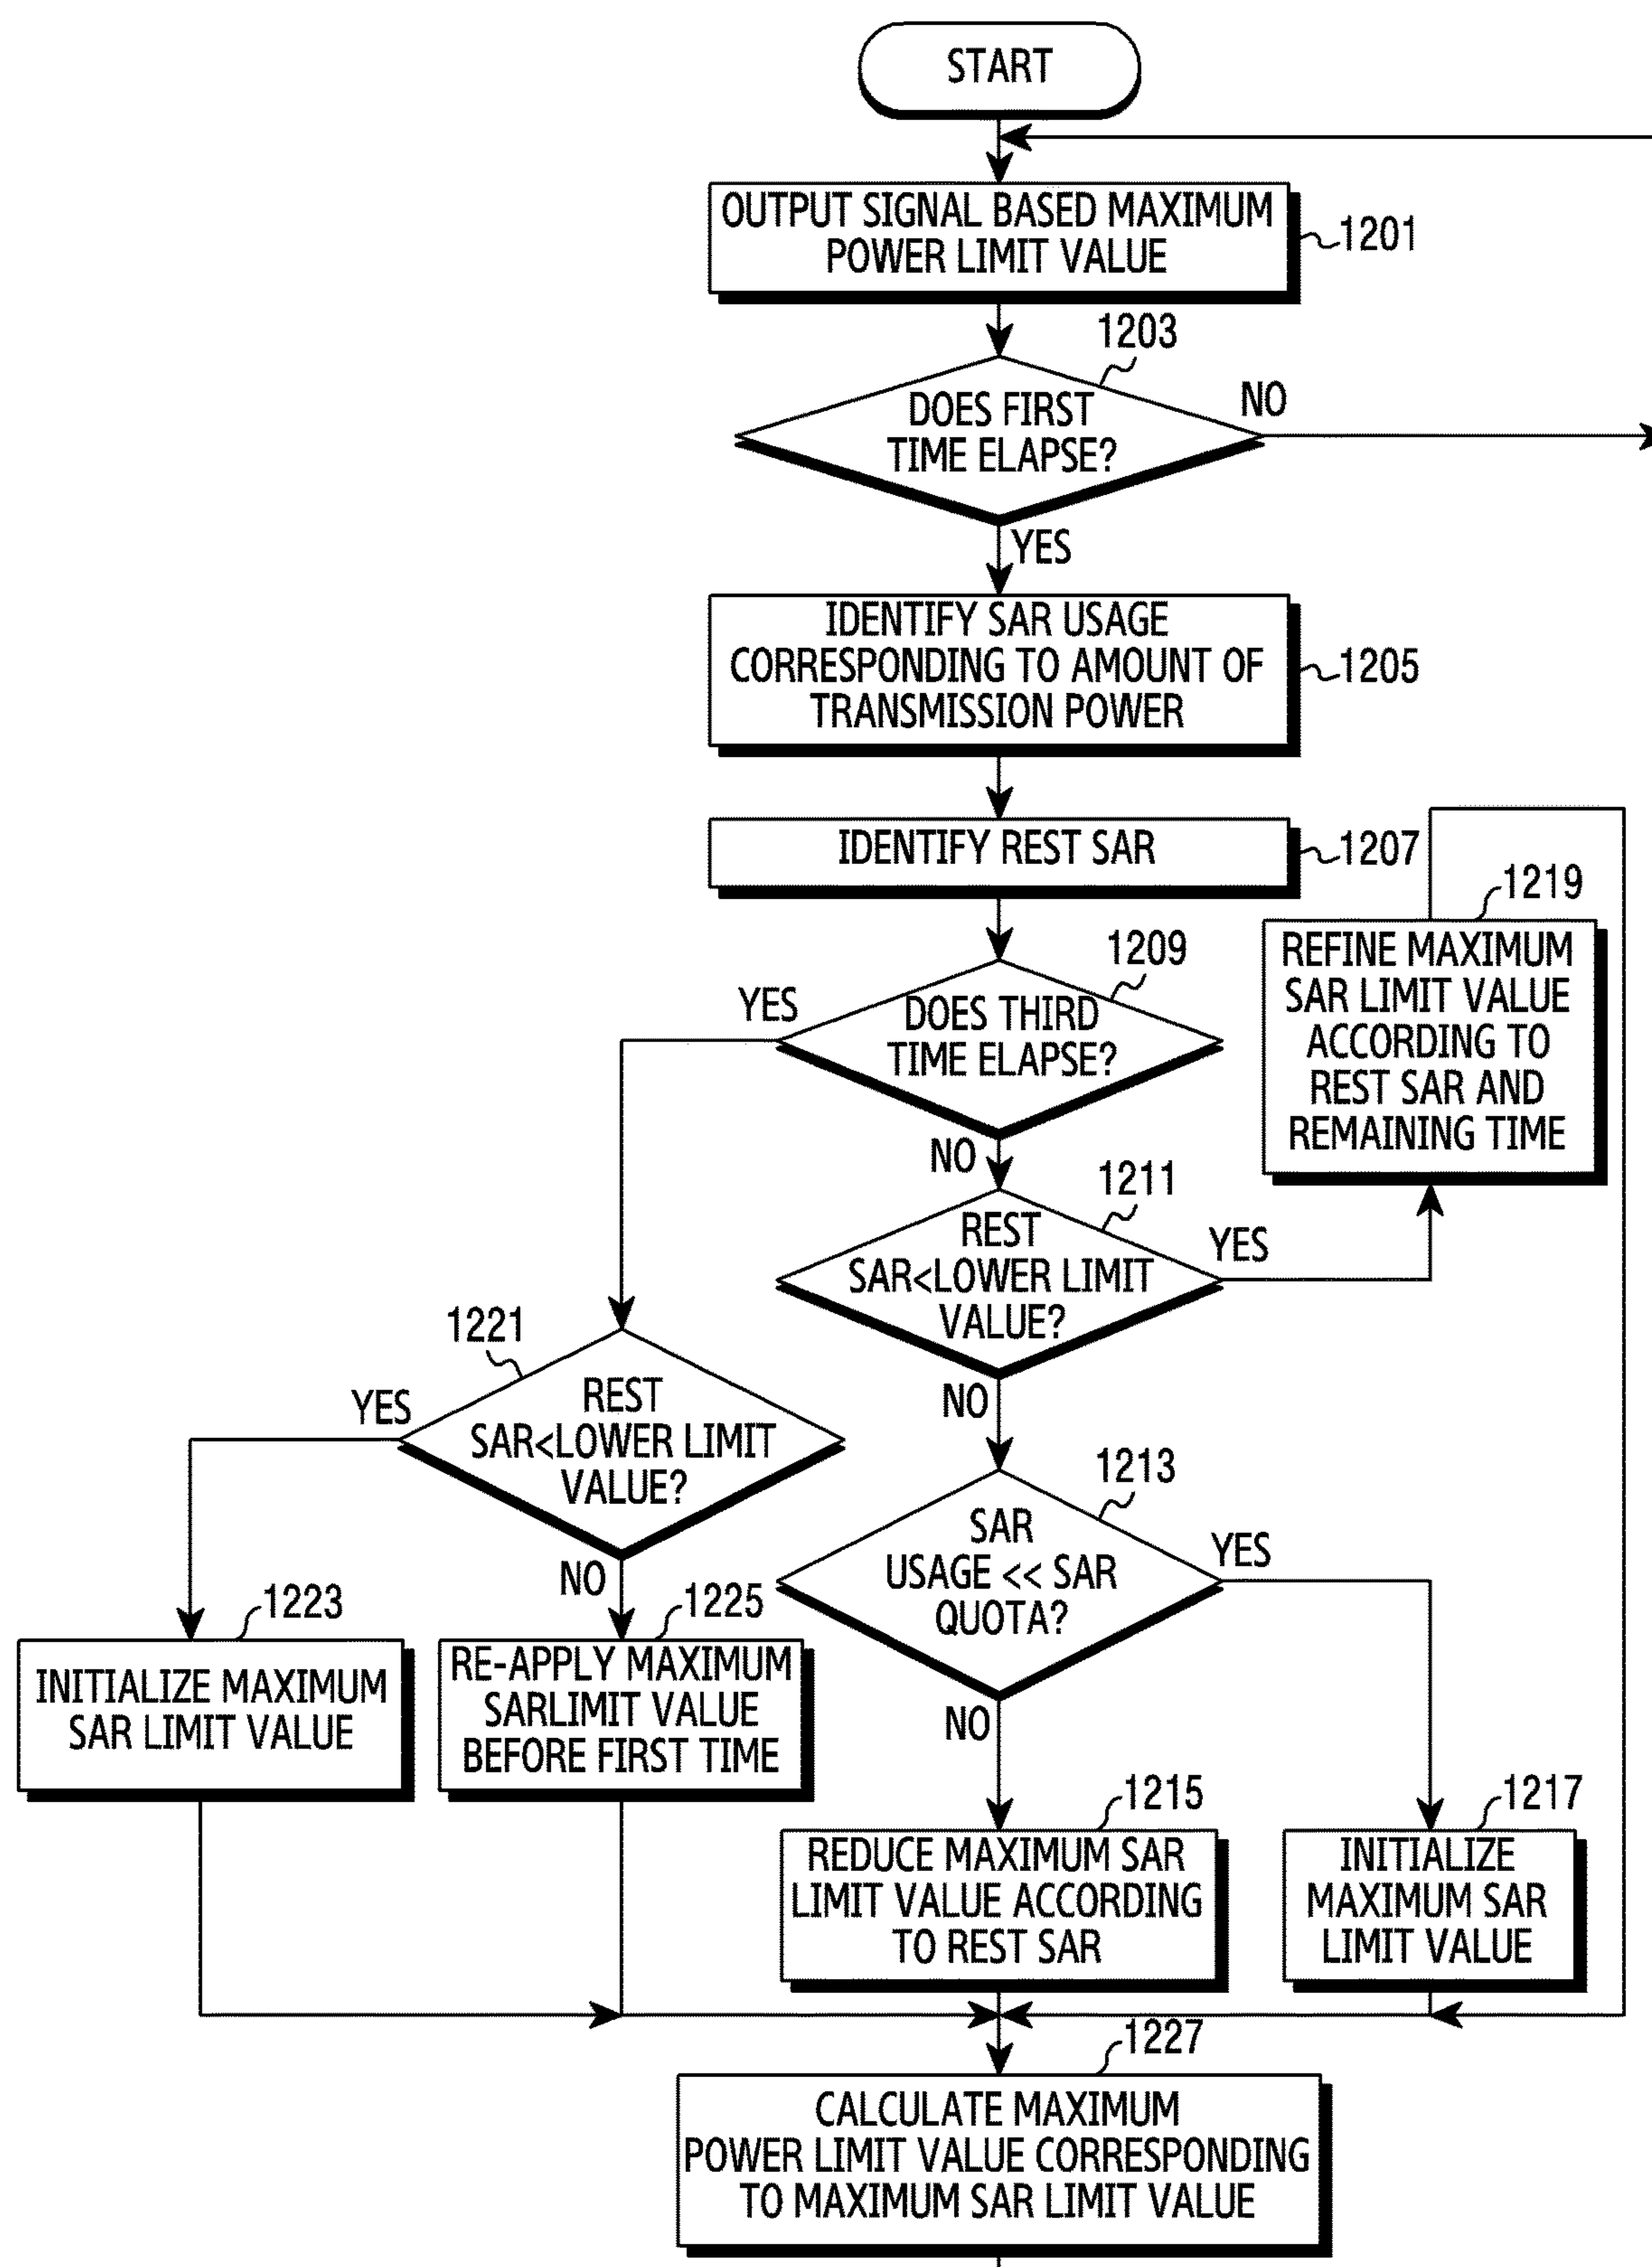 START
OUTPUT SIGNAL BASED MAXIMUM
POWER LIMIT VALUE
1201
1203
DOES FIRST
TIME ELAPSE?
NO
YES
IDENTIFY SAR USAGE
CORRESPONDING TO AMOUNT OF
TRANSMISSION POWER
1205
IDENTIFY REST SAR
1207
1219
REFINE MAXIMUM
SAR LIMIT VALUE
ACCORDING TO
REST SAR AND
REMAINING TIME
1209
YES
DOES THIRD
TIME ELAPSE?
NO
1211
REST
SAR<LOWER LIMIT
VALUE?
YES
NO
1221
YES
REST
SAR<LOWER LIMIT
VALUE?
NO
1213
SAR
USAGE << SAR
QUOTA?
YES
NO
1223
INITIALIZE MAXIMUM
SAR LIMIT VALUE
1225
RE-APPLY MAXIMUM
SARLIMIT VALUE
BEFORE FIRST TIME
1215
REDUCE MAXIMUM SAR
LIMIT VALUE ACCORDING
TO REST SAR
1217
INITIALIZE
MAXIMUM SAR
LIMIT VALUE
1227
CALCULATE MAXIMUM
POWER LIMIT VALUE CORRESPONDING
TO MAXIMUM SAR LIMIT VALUE